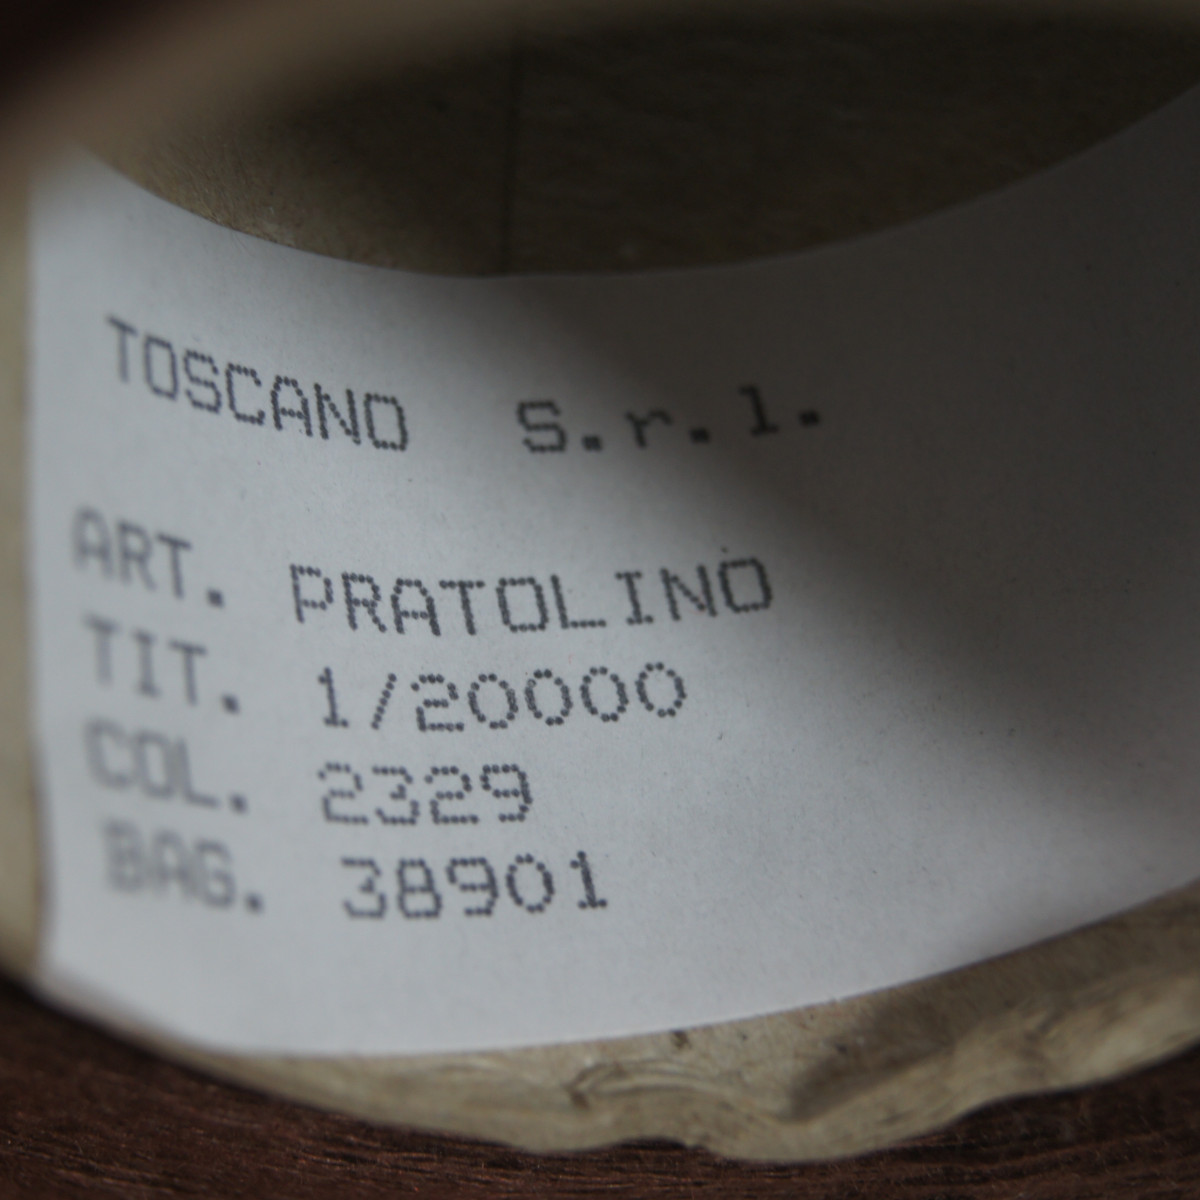 TOSCANO S.r.l.
ART. PRATOLINO
TIT. 1/20000
COL. 2329
BAG. 38901